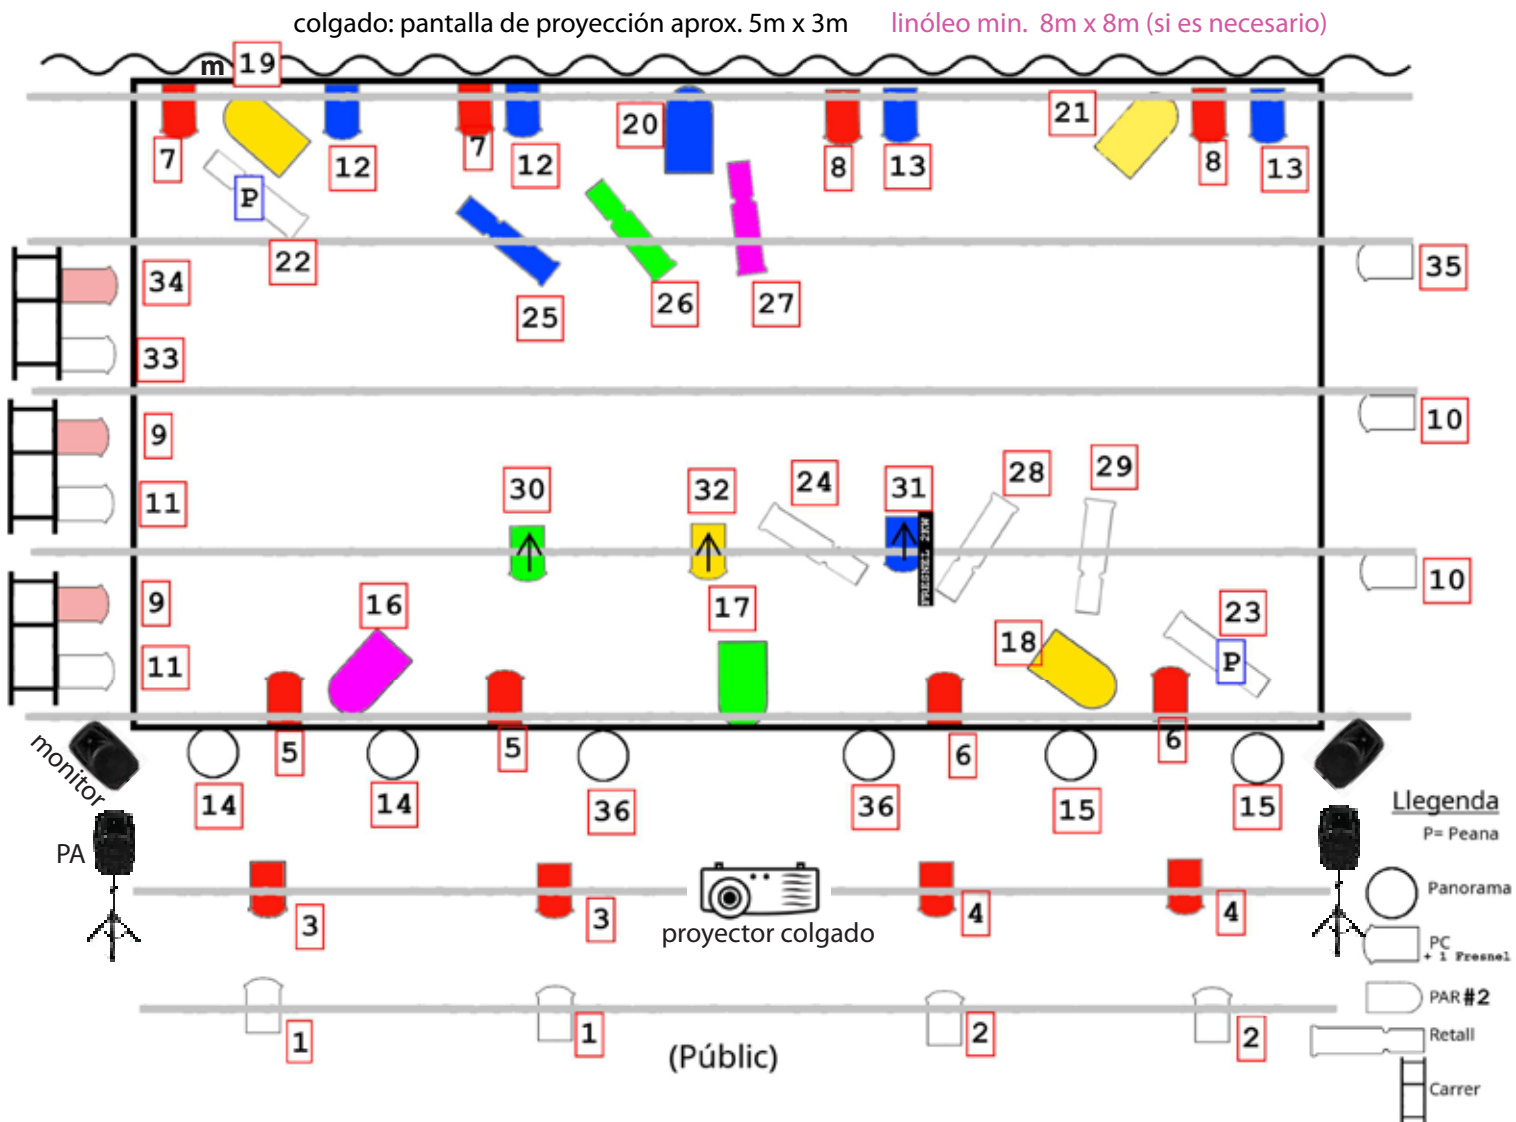 colgado: pantalla de proyección aprox. 5m x 3m linóleo min. 8m x 8m (si es necesario)
m 19
7 12 7 12 20 8 13 21 8 13
P
22
25 26 27
34 35
33
9 10
11
30 32 24 31 28 29
FRESNEL 2KW
9 10
16 17 18 23
P
11
monitor
5 5 6 6
14 14 36 36 15 15
Llegenda
P= Peana
PA
Panorama
3 3 4 4
proyector colgado
PC
+ 1 Fresnel
PAR #2
1 1 2 2
Retall
(Públic)
Carrer